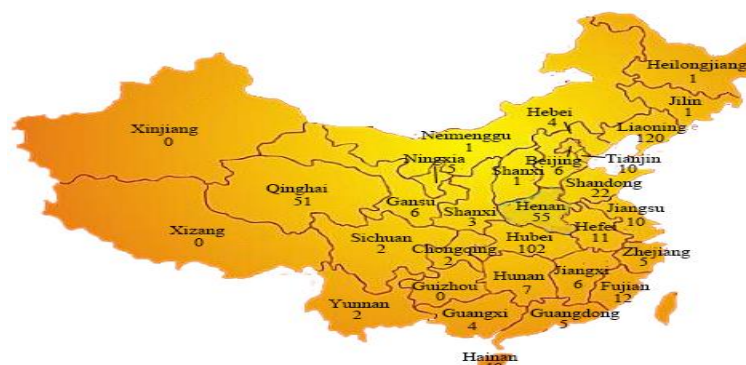 Heilongjiang
1
Jilin
1
Liaoning
120
Hebei
4
Xinjiang
0
Neimenggu
1
Ningxia
5
Beijing
6
Tianjin
10
Shanxi
1
Shandong
22
Qinghai
51
Gansu
6
Shanxi
3
Henan
55
Jiangsu
10
Xizang
0
Sichuan
2
Chongqing
2
Hubei
102
Hefei
11
Zhejiang
5
Guizhou
0
Hunan
7
Jiangxi
6
Fujian
12
Yunnan
2
Guangxi
4
Guangdong
5
Hainan